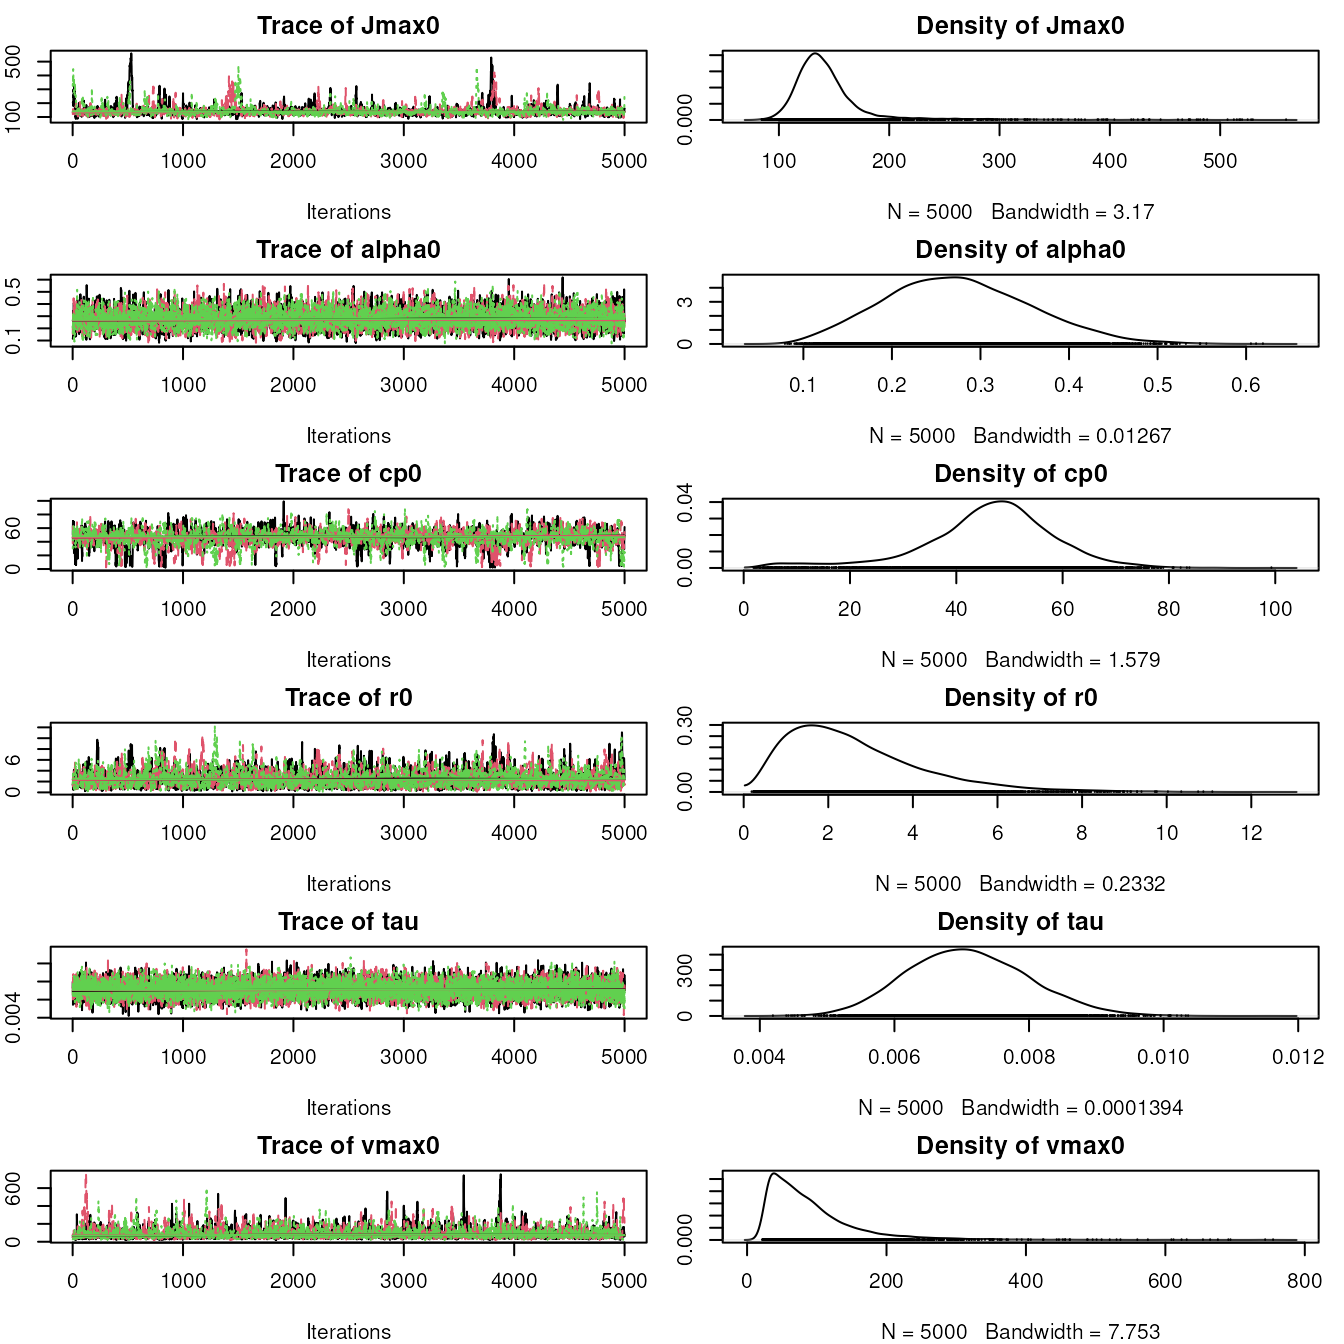 Trace of Jmax0
Density of Jmax0
100 500
0.000
0 1000 2000 3000 4000 5000
100 200 300 400 500
Iterations
N = 5000 Bandwidth = 3.17
Trace of alpha0
Density of alpha0
0.1 0.5
0 3
0 1000 2000 3000 4000 5000
0.1 0.2 0.3 0.4 0.5 0.6
Iterations
N = 5000 Bandwidth = 0.01267
Trace of cp0
Density of cp0
0 60
0.00 0.04
0 1000 2000 3000 4000 5000
0 20 40 60 80 100
Iterations
N = 5000 Bandwidth = 1.579
Trace of r0
Density of r0
0 6
0.00 0.30
0 1000 2000 3000 4000 5000
0 2 4 6 8 10 12
Iterations
N = 5000 Bandwidth = 0.2332
Trace of tau
Density of tau
0.004
0 300
0 1000 2000 3000 4000 5000
0.004 0.006 0.008 0.010 0.012
Iterations
N = 5000 Bandwidth = 0.0001394
Trace of vmax0
Density of vmax0
0 600
0.000
0 1000 2000 3000 4000 5000
0 200 400 600 800
Iterations
N = 5000 Bandwidth = 7.753